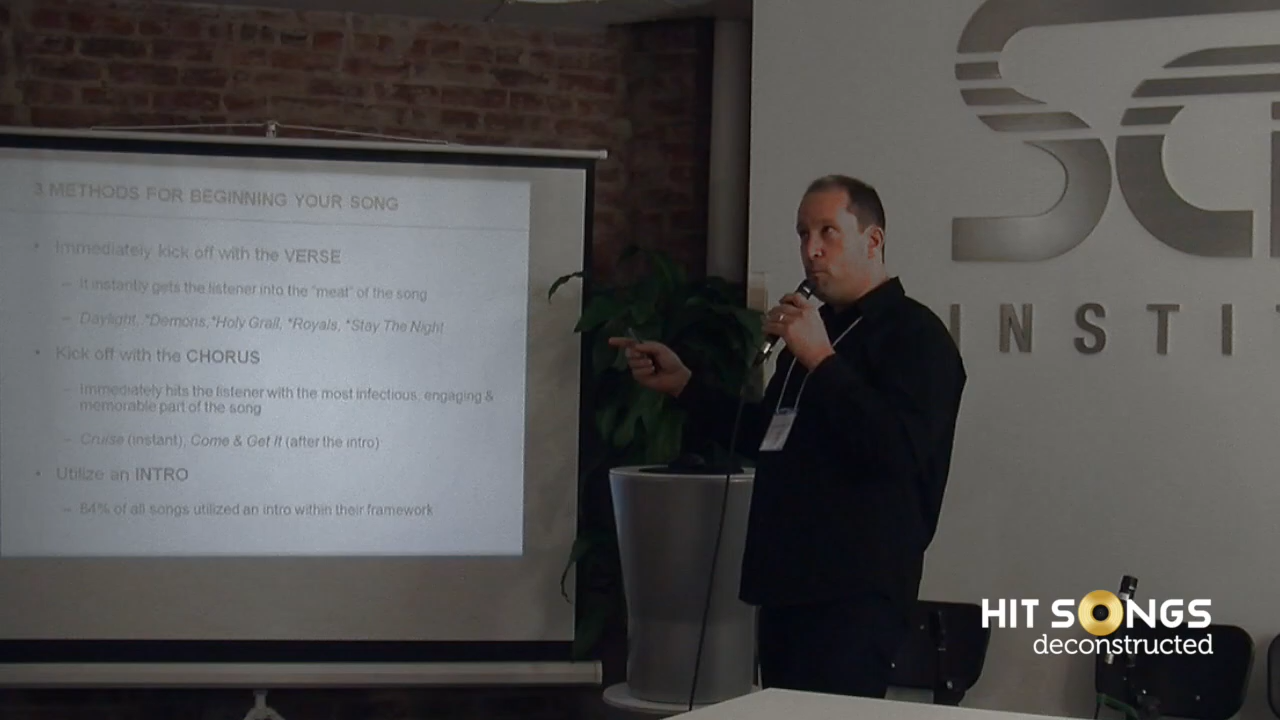 3 METHODS FOR BEGINNING YOUR SONG
• Immediately kick off with the VERSE
– It instantly gets the listener into the "meat" of the song
– Daylight, *Demons,*Holy Grail, *Royals, *Stay The Night
• Kick off with the CHORUS
– Immediately hits the listener with the most infectious, engaging &
memorable part of the song
– Cruise (instant), Come & Get It (after the intro)
• Utilize an INTRO
– 84% of all songs utilized an intro within their framework
INSTI
HIT SONGS
deconstructed